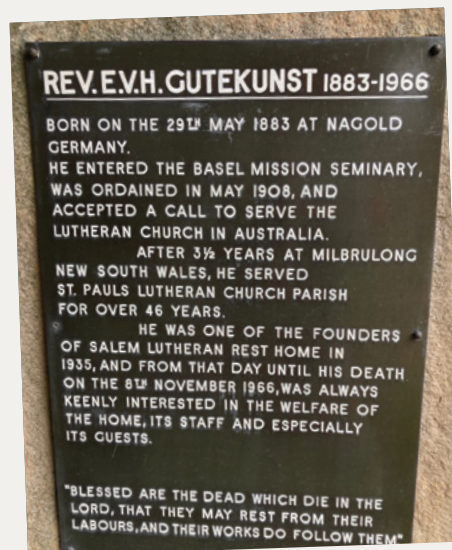 REV. E.V.H. GUTEKUNST 1883-1966
BORN ON THE 29TH MAY 1883 AT NAGOLD
GERMANY.
HE ENTERED THE BASEL MISSION SEMINARY,
WAS ORDAINED IN MAY 1908, AND
ACCEPTED A CALL TO SERVE THE
LUTHERAN CHURCH IN AUSTRALIA.
AFTER 3½ YEARS AT MILBRULONG
NEW SOUTH WALES, HE SERVED
ST. PAULS LUTHERAN CHURCH PARISH
FOR OVER 46 YEARS.
HE WAS ONE OF THE FOUNDERS
OF SALEM LUTHERAN REST HOME IN
1935, AND FROM THAT DAY UNTIL HIS DEATH
ON THE 8TH NOVEMBER 1966, WAS ALWAYS
KEENLY INTERESTED IN THE WELFARE OF
THE HOME, ITS STAFF AND ESPECIALLY
ITS GUESTS.
"BLESSED ARE THE DEAD WHICH DIE IN THE
LORD, THAT THEY MAY REST FROM THEIR
LABOURS, AND THEIR WORKS DO FOLLOW THEM"